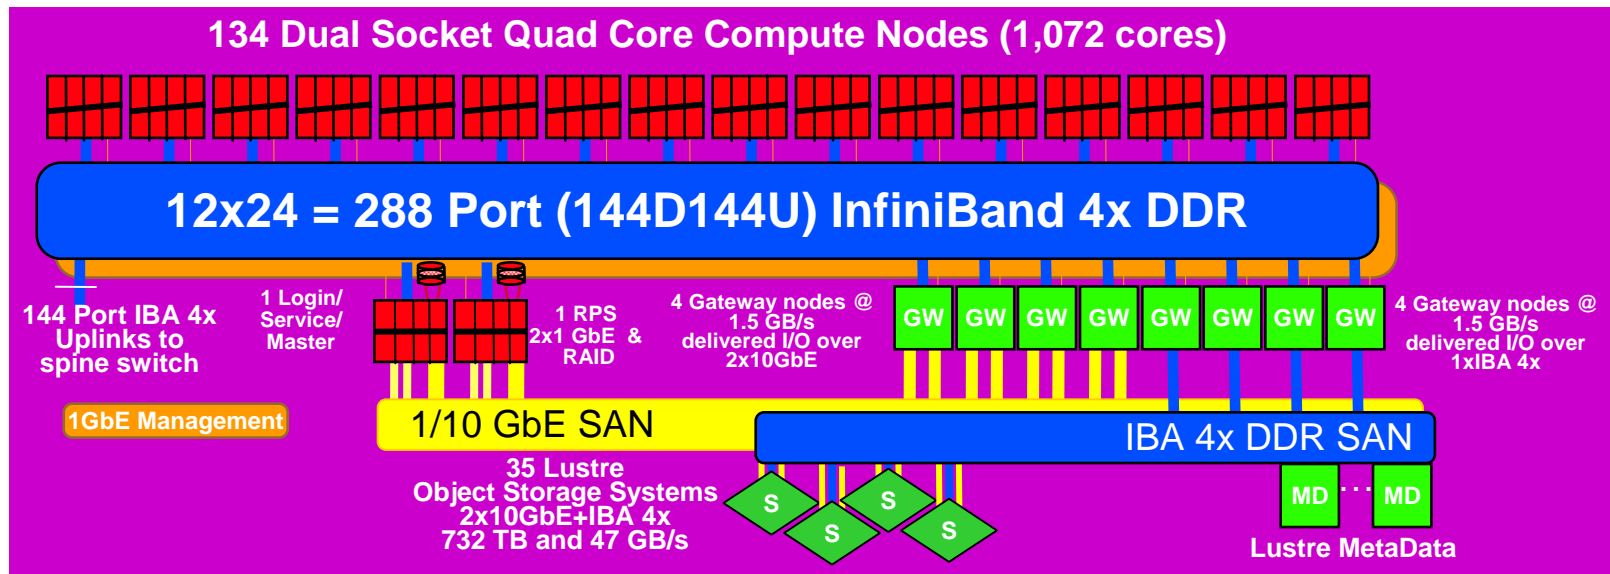 134 Dual Socket Quad Core Compute Nodes (1,072 cores)
12x24 = 288 Port (144D144U) InfiniBand 4x DDR
144 Port IBA 4x
Uplinks to
spine switch
1 Login/
Service/
Master
1 RPS
2x1 GbE &
RAID
4 Gateway nodes @
1.5 GB/s
delivered I/O over
2x10GbE
GW
GW
GW
GW
GW
GW
GW
GW
4 Gateway nodes @
1.5 GB/s
delivered I/O over
1xIBA 4x
1GbE Management
1/10 GbE SAN
IBA 4x DDR SAN
35 Lustre
Object Storage Systems
2x10GbE+IBA 4x
732 TB and 47 GB/s
S
S
S
S
MD
...
MD
Lustre MetaData